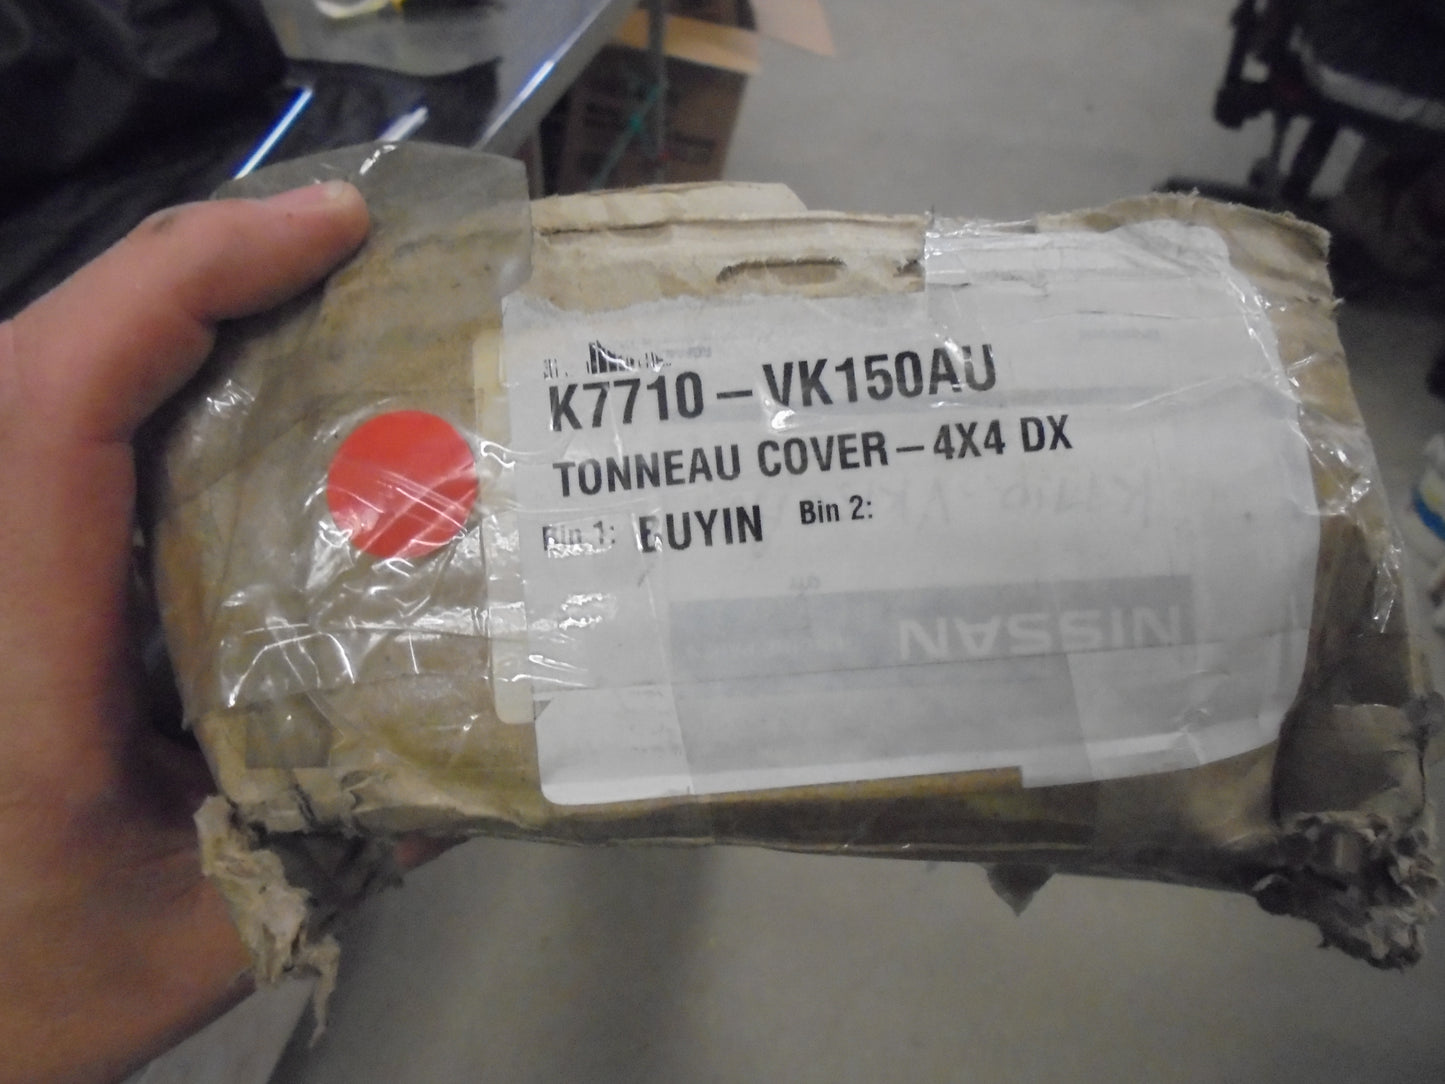 K7710-VK150AU
TONNEAU COVER-4X4 DX
Bin 1: BUYIN Bin 2:
NISSAN